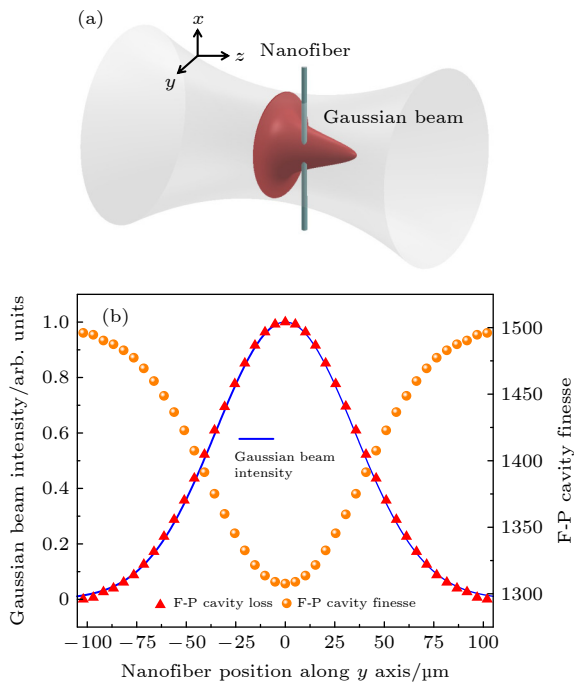 (a)
x
Nanofiber
z
y
Gaussian beam
(b)
Gaussian beam intensity/arb. units
1.0
0.8
0.6
0.4
0.2
0
Gaussian beam
intensity
F-P cavity loss
F-P cavity finesse
1500
1450
1400
1350
1300
F-P cavity finesse
−100
−75
−50
−25
0
25
50
75
100
Nanofiber position along y axis/μm